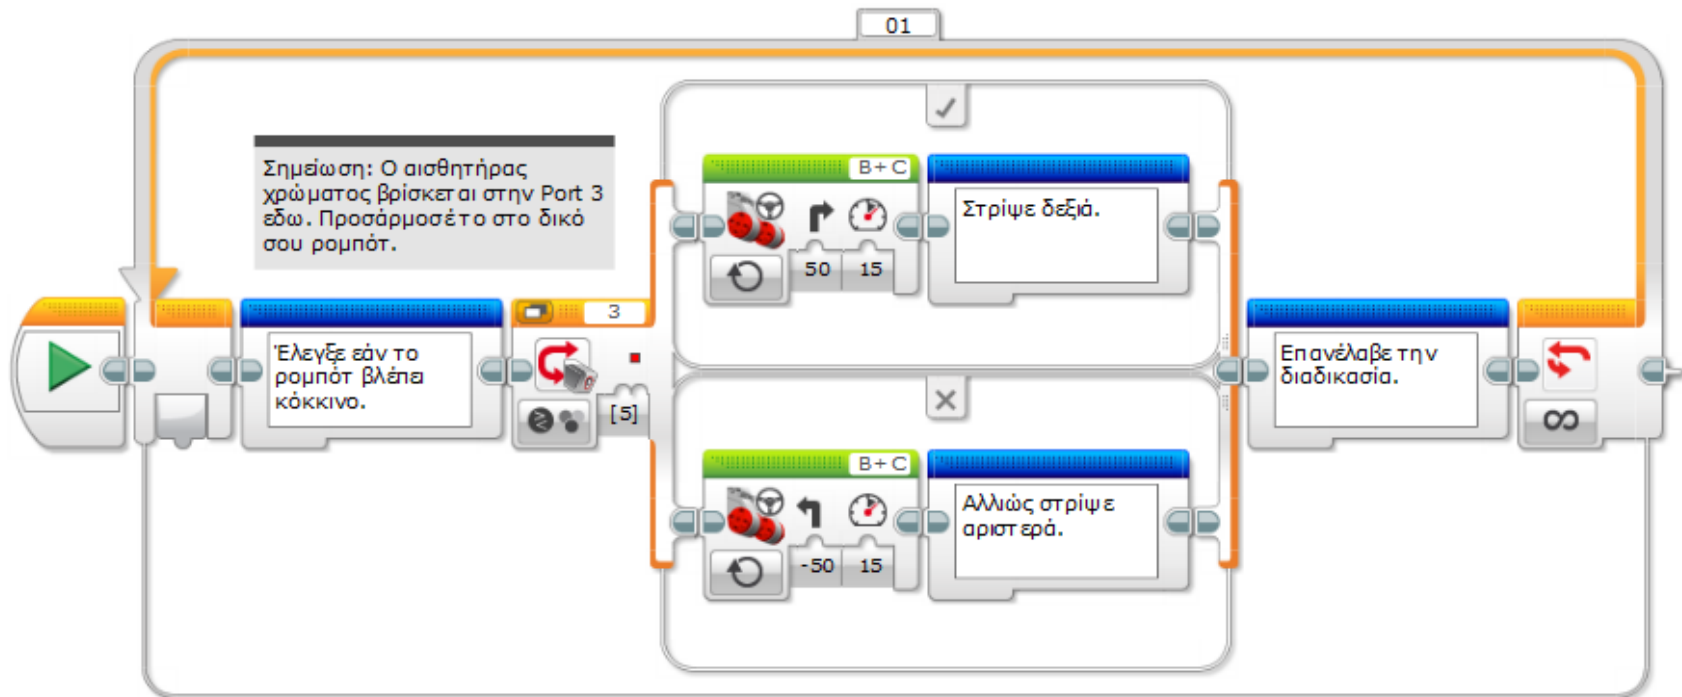 01
Σημείωση: Ο αισθητήρας
χρώματος βρίσκεται στην Port 3
εδω. Προσάρμοσέ το στο δικό
σου ρομπότ.
B+C
Στρίψε δεξιά.
50 15
3
Έλεγξε εάν το
ρομπότ βλέπει
κόκκινο.
[5]
Επανέλαβε την
διαδικασία.
B+C
Αλλιώς στρίψε
αριστερά.
-50 15